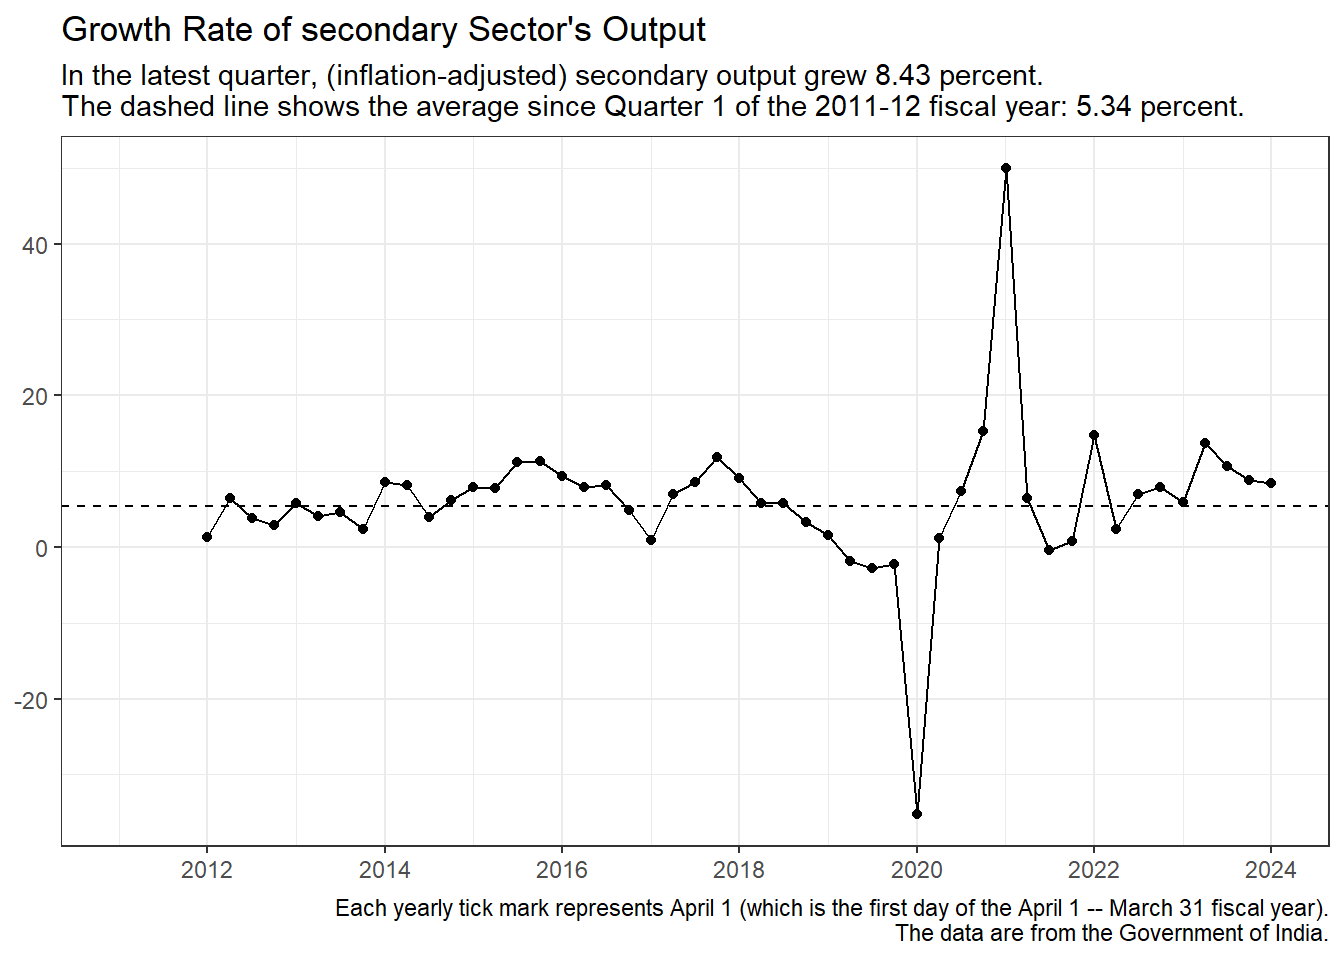 Growth Rate of secondary Sector's Output
In the latest quarter, (inflation-adjusted) secondary output grew 8.43 percent.
The dashed line shows the average since Quarter 1 of the 2011-12 fiscal year: 5.34 percent.
40
20
0
-20
2012 2014 2016 2018 2020 2022 2024
Each yearly tick mark represents April 1 (which is the first day of the April 1 -- March 31 fiscal year).
The data are from the Government of India.